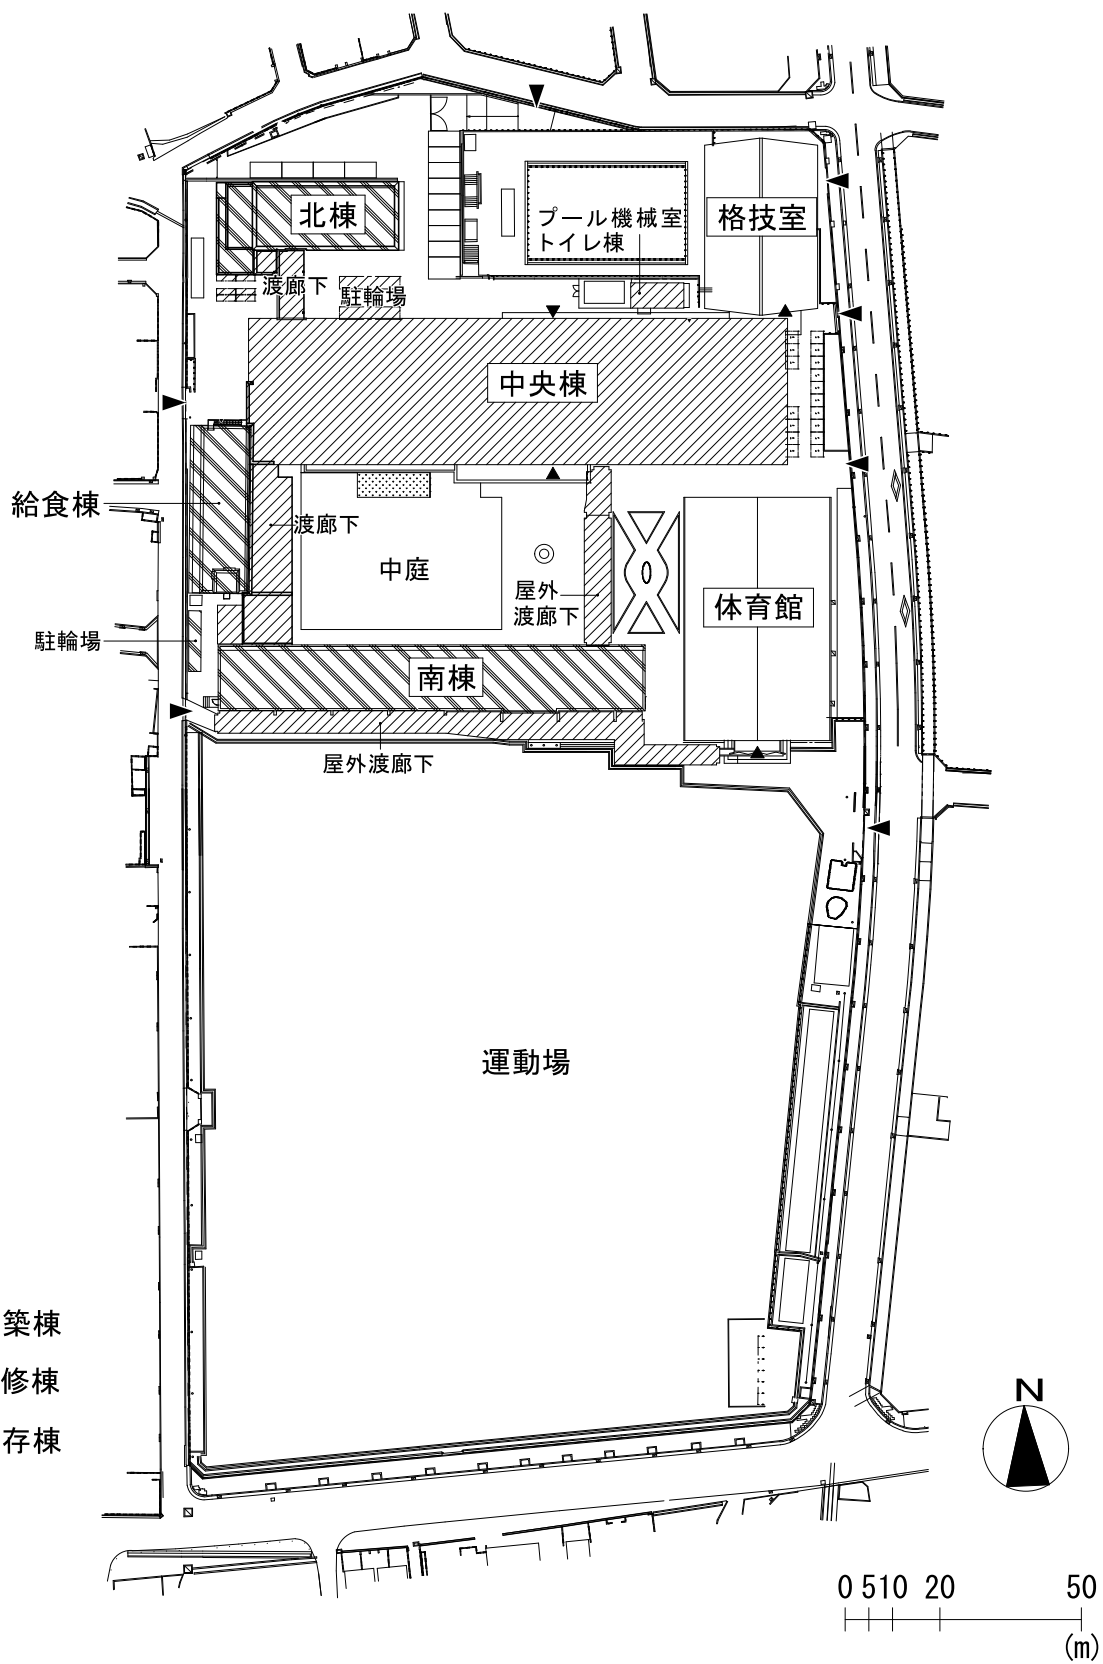 北棟
プール機械室
トイレ棟
格技室
渡廊下
駐輪場
中央棟
給食棟
渡廊下
中庭
屋外
渡廊下
体育館
駐輪場
南棟
屋外渡廊下
運動場
築棟
修棟
存棟
N
0 5 10 20 50
(m)